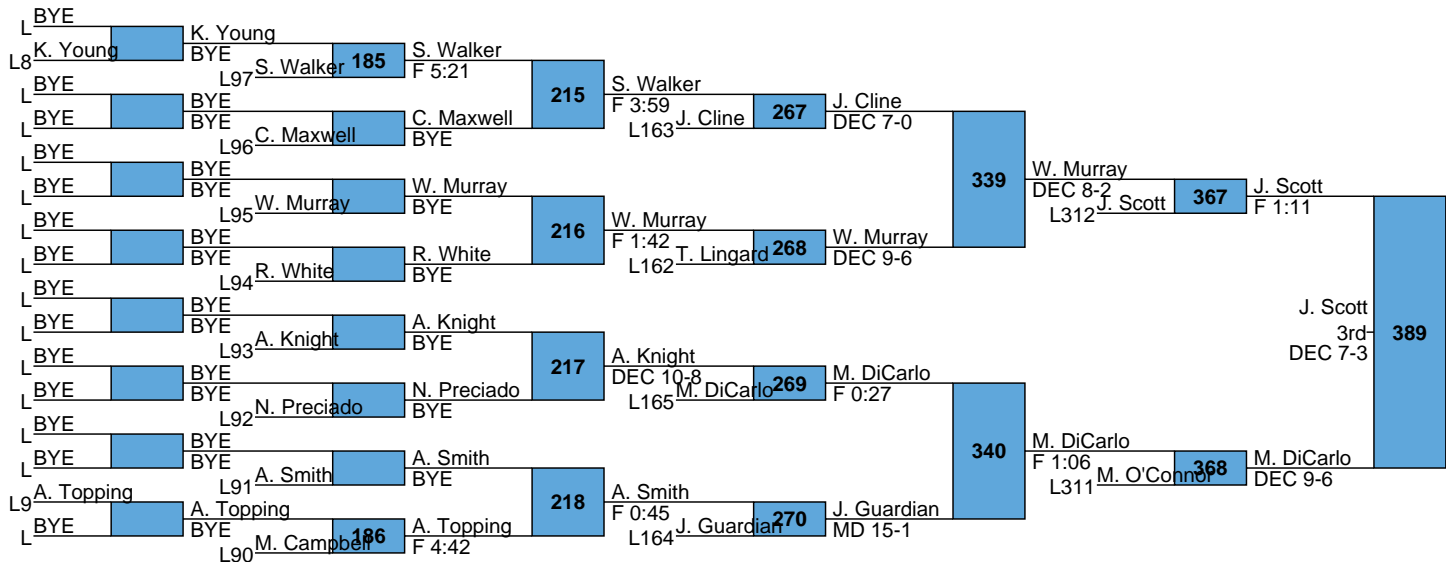 BYE
L
K. Young
L8
BYE
L
BYE
L
BYE
L
BYE
L
BYE
L
BYE
L
BYE
L
BYE
L
BYE
L
BYE
L
BYE
L
BYE
L
A. Topping
L9
BYE
L
K. Young
BYE
S. Walker
L97
BYE
BYE
C. Maxwell
L96
BYE
BYE
W. Murray
L95
BYE
BYE
R. White
L94
BYE
BYE
A. Knight
L93
BYE
BYE
N. Preciado
L92
BYE
BYE
A. Smith
L91
A. Topping
BYE
M. Campbell
L90
185
186
S. Walker
F 5:21
C. Maxwell
BYE
W. Murray
BYE
R. White
BYE
A. Knight
BYE
N. Preciado
BYE
A. Smith
BYE
A. Topping
F 4:42
215
216
217
218
S. Walker
F 3:59
J. Cline
L163
W. Murray
F 1:42
T. Lingard
L162
A. Knight
DEC 10-8
M. DiCarlo
L165
A. Smith
F 0:45
J. Guardian
L164
267
268
269
270
J. Cline
DEC 7-0
W. Murray
DEC 9-6
M. DiCarlo
F 0:27
J. Guardian
MD 15-1
339
340
W. Murray
DEC 8-2
J. Scott
L312
M. DiCarlo
F 1:06
M. O'Connor
L311
367
368
J. Scott
F 1:11
M. DiCarlo
DEC 9-6
J. Scott
3rd
DEC 7-3
389